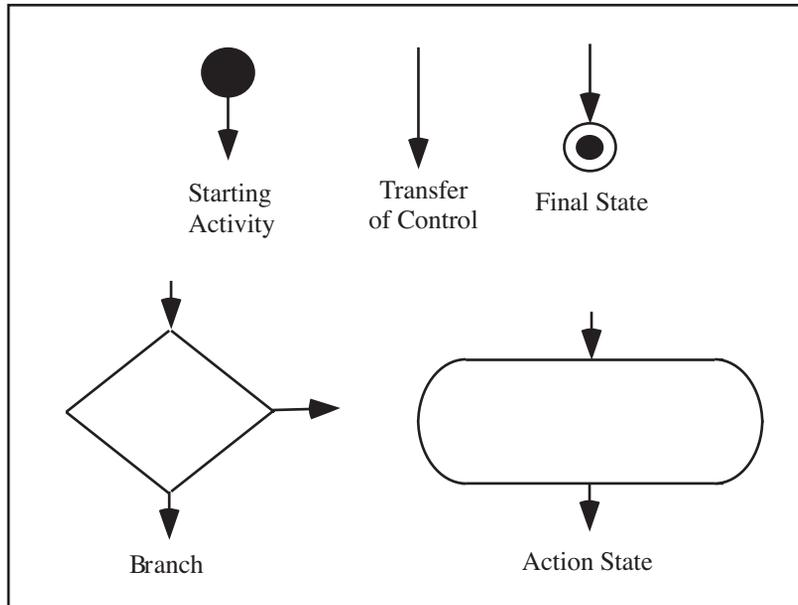 Starting
Activity
Transfer
of Control
Final State
Branch
Action State